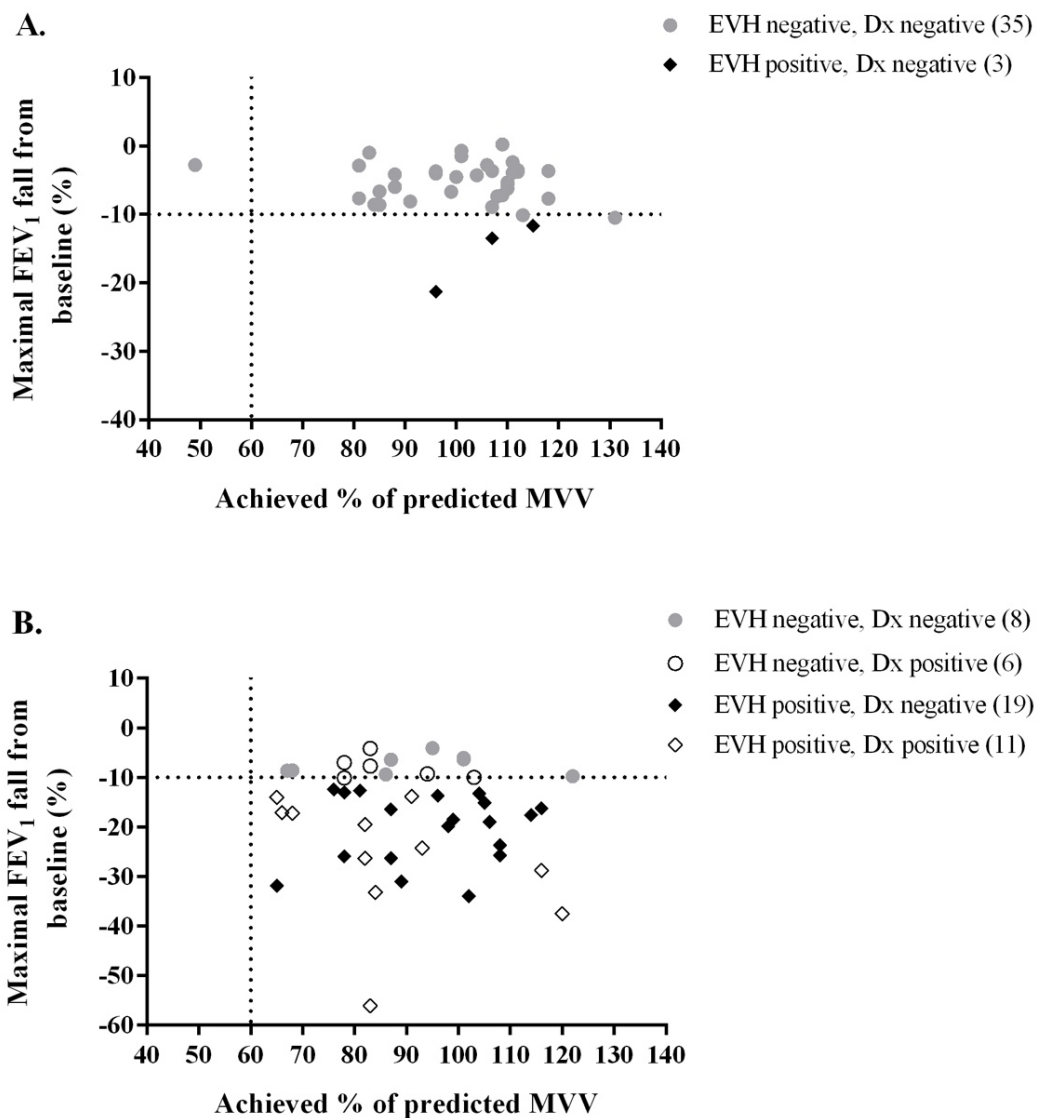 A.
EVH negative, Dx negative (35)
EVH positive, Dx negative (3)
Maximal FEV₁ fall from
baseline (%)
10
0
-10
-20
-30
-40
40 50 60 70 80 90 100 110 120 130 140
Achieved % of predicted MVV
B.
EVH negative, Dx negative (8)
EVH negative, Dx positive (6)
EVH positive, Dx negative (19)
EVH positive, Dx positive (11)
Maximal FEV₁ fall from
baseline (%)
10
0
-10
-20
-30
-40
-50
-60
40 50 60 70 80 90 100 110 120 130 140
Achieved % of predicted MVV